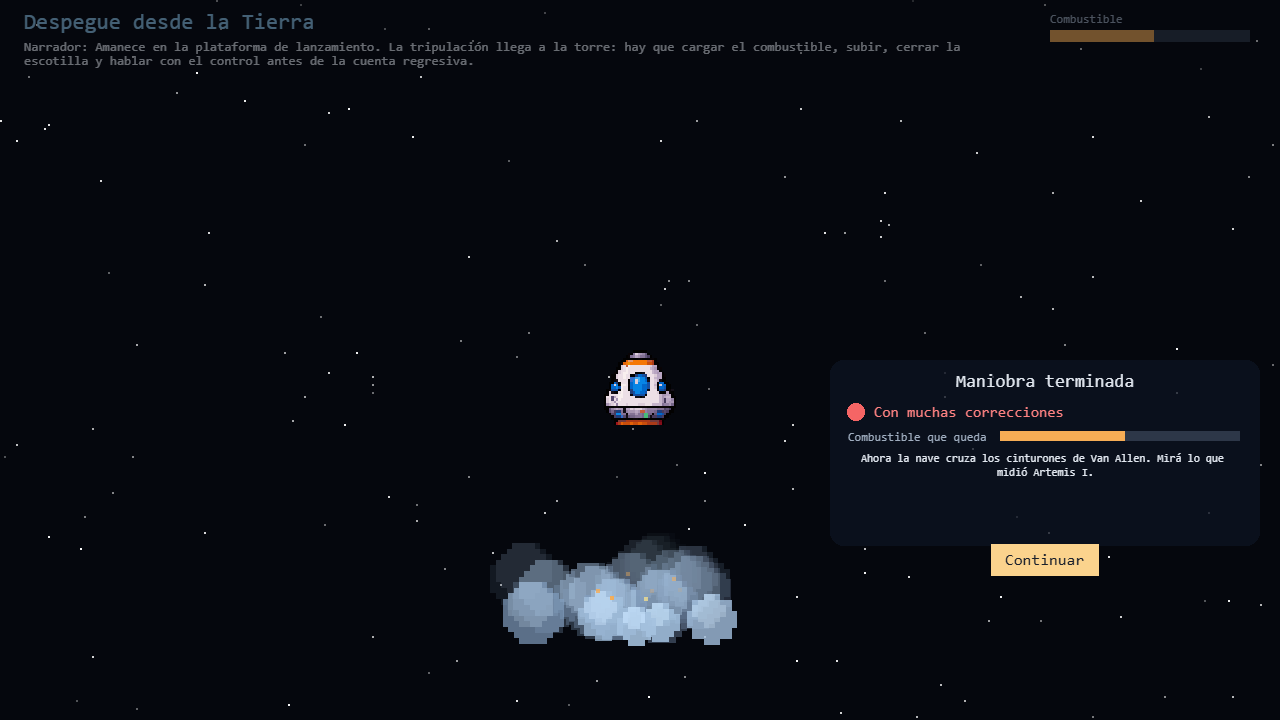 Despegue desde la Tierra
Combustible
Narrador: Amanece en la plataforma de lanzamiento. La tripulación llega a la torre: hay que cargar el combustible, subir, cerrar la
escotilla y hablar con el control antes de la cuenta regresiva.
Maniobra terminada
Con muchas correcciones
Combustible que queda
Ahora la nave cruza los cinturones de Van Allen. Mirá lo que
midió Artemis I.
Continuar